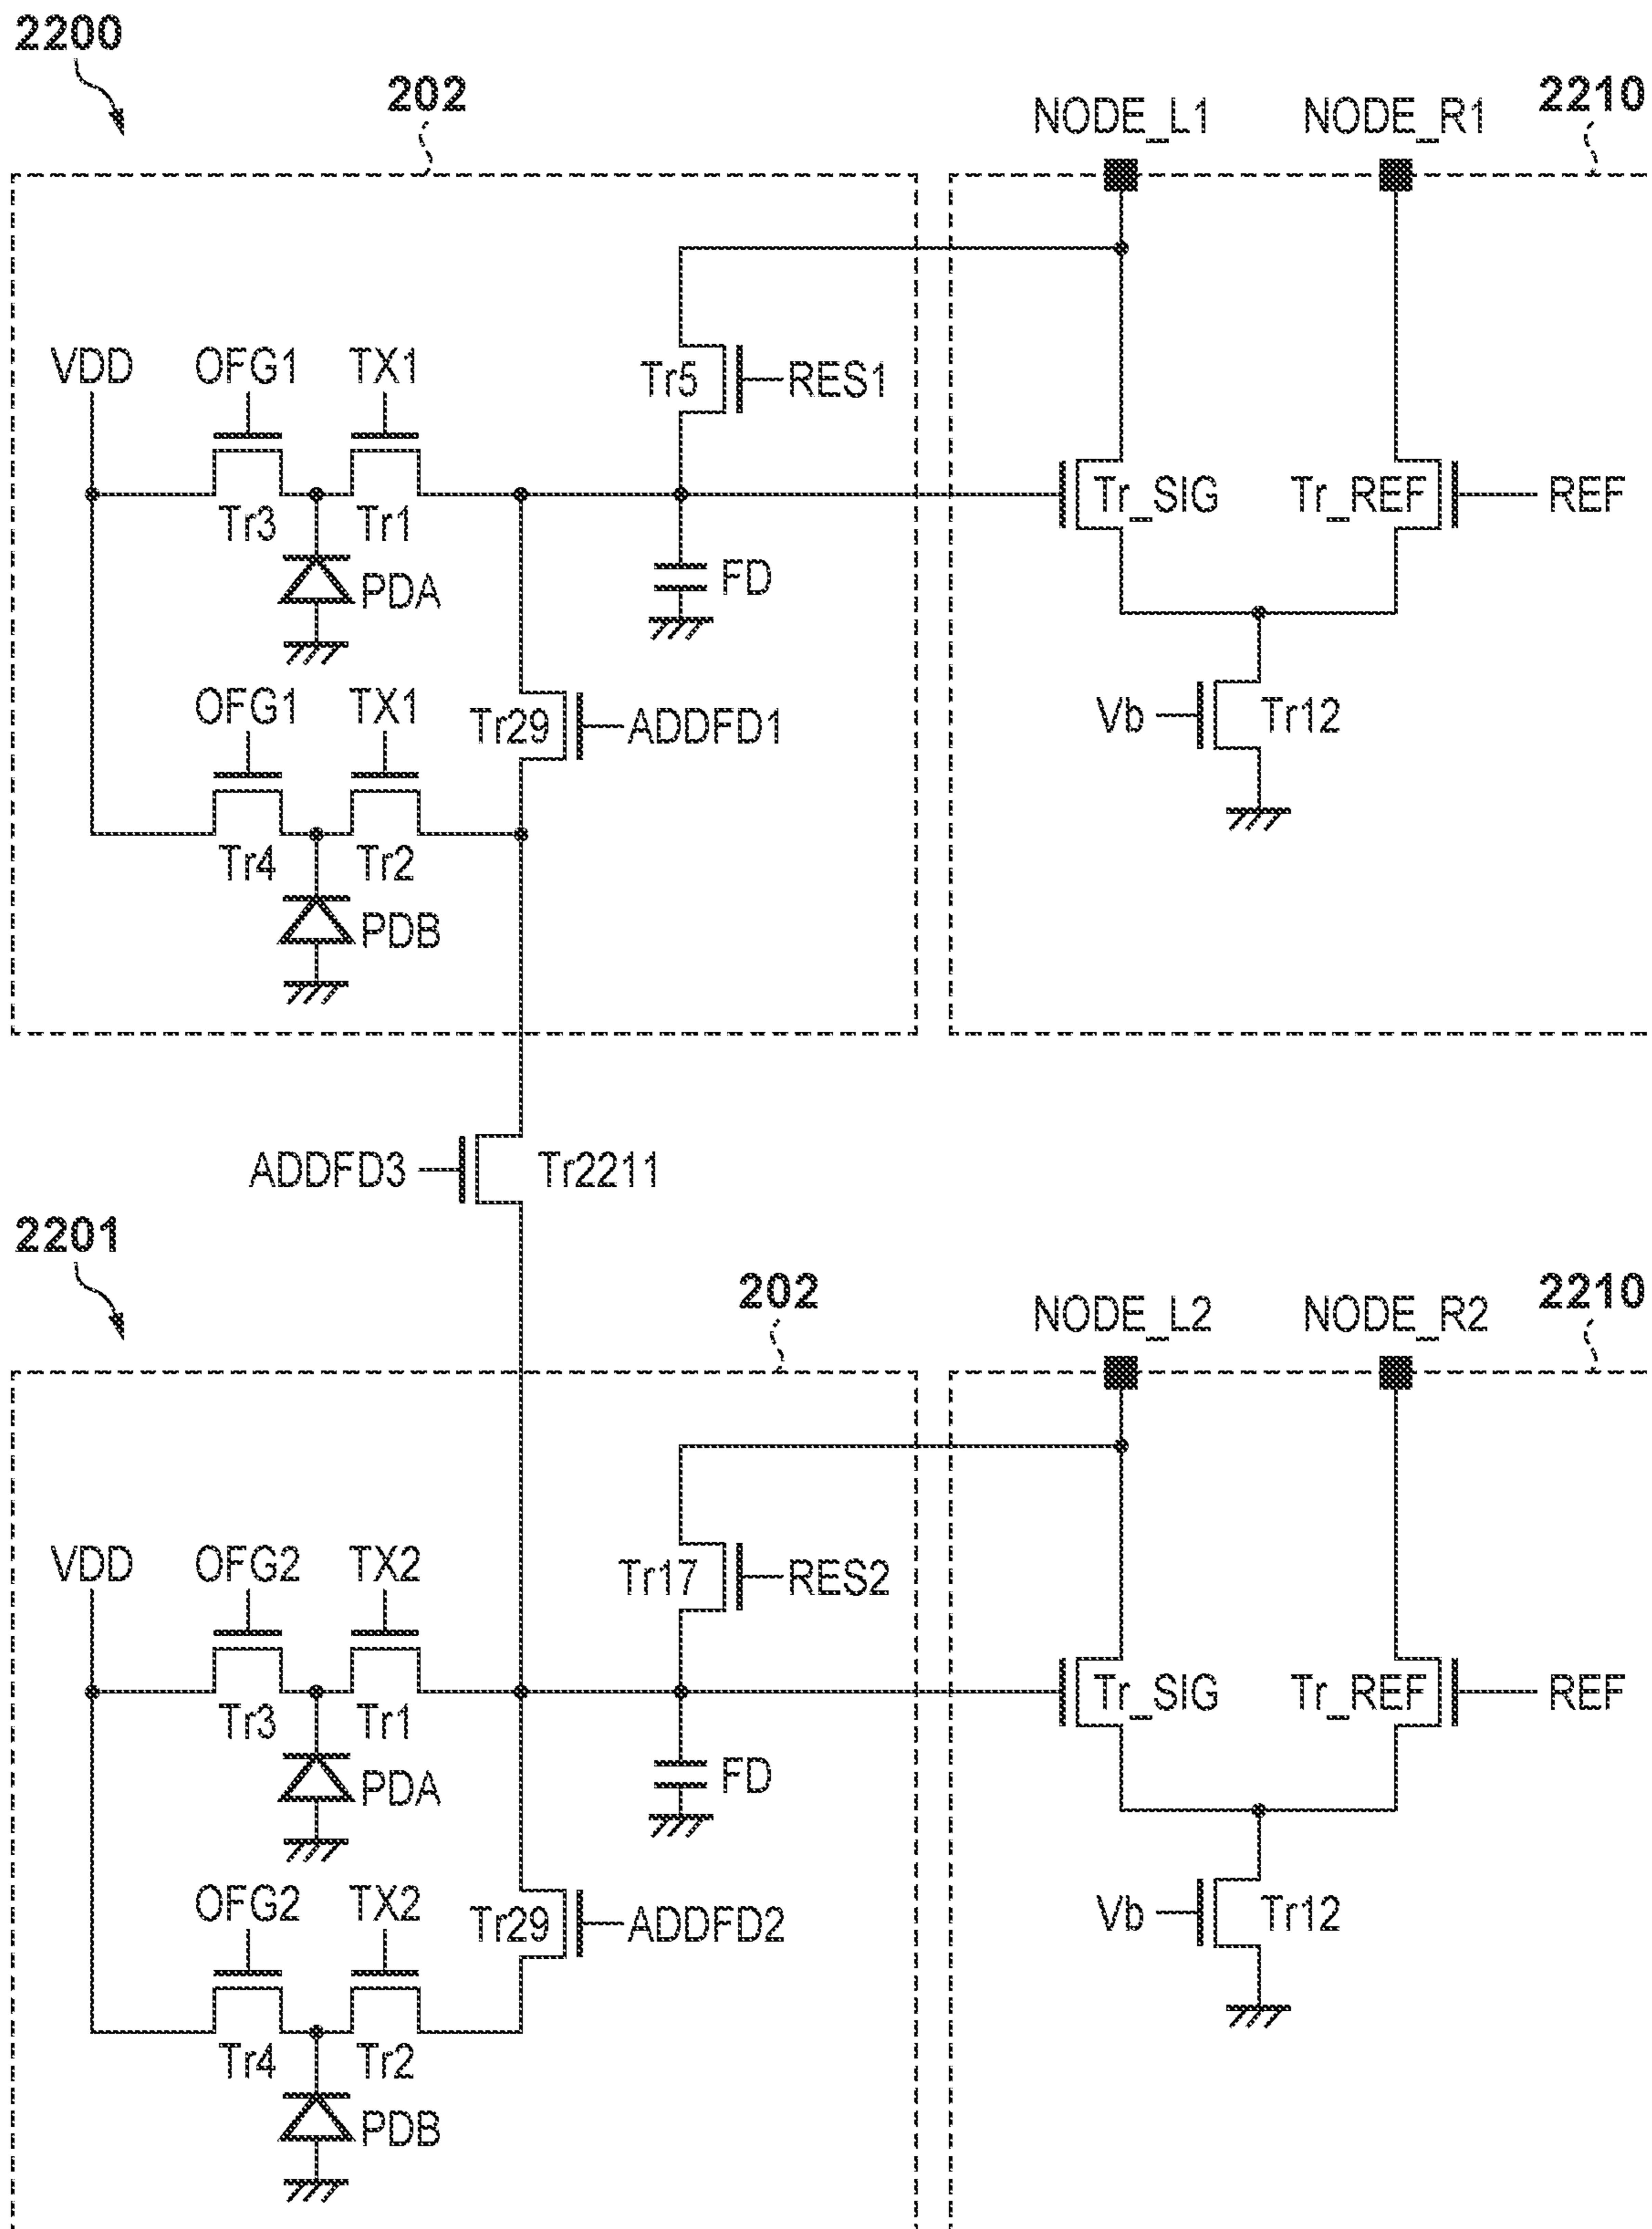 2200
202
2210
NODE_L1
NODE_R1
VDD
OFG1
TX1
Tr5
RES1
Tr3
Tr1
Tr_SIG
Tr_REF
REF
PDA
FD
OFG1
TX1
Tr29
ADDFD1
Vb
Tr12
Tr4
Tr2
PDB
ADDFD3
Tr2211
2201
202
2210
NODE_L2
NODE_R2
VDD
OFG2
TX2
Tr17
RES2
Tr3
Tr1
Tr_SIG
Tr_REF
REF
PDA
FD
OFG2
TX2
Tr29
ADDFD2
Vb
Tr12
Tr4
Tr2
PDB